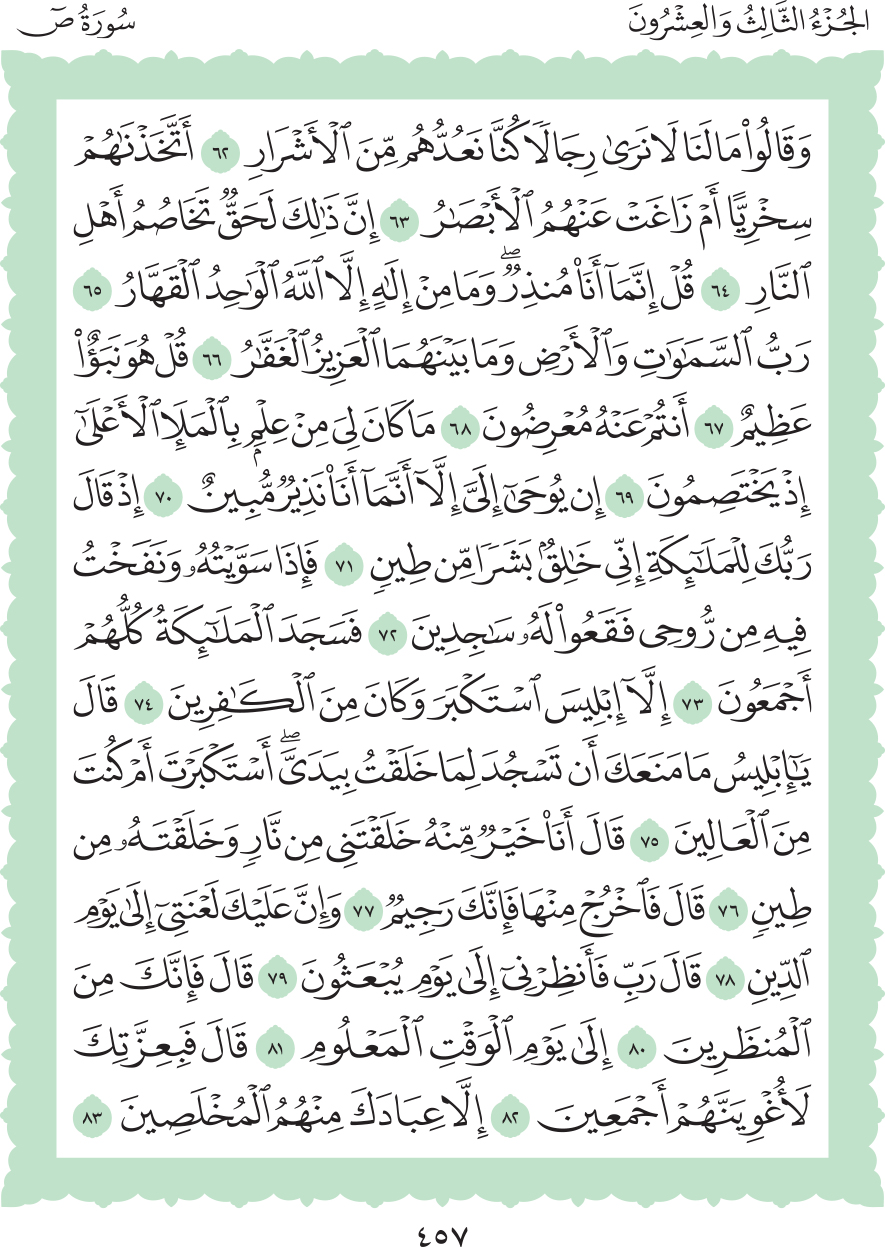 الجُزْءُ الثَّالِثُ وَالعِشْرُونَ
سُورَةُ صٓ
وَقَالُوا۟ مَا لَنَا لَا نَرَىٰ رِجَالًا كُنَّا نَعُدُّهُم مِّنَ ٱلْأَشْرَارِ ٦٢ أَتَّخَذْنَٰهُمْ
سِخْرِيًّا أَمْ زَاغَتْ عَنْهُمُ ٱلْأَبْصَٰرُ ٦٣ إِنَّ ذَٰلِكَ لَحَقٌّ تَخَاصُمُ أَهْلِ
ٱلنَّارِ ٦٤ قُلْ إِنَّمَآ أَنَا۠ مُنذِرٌ ۖ وَمَا مِنْ إِلَٰهٍ إِلَّا ٱللَّهُ ٱلْوَٰحِدُ ٱلْقَهَّارُ ٦٥
رَبُّ ٱلسَّمَٰوَٰتِ وَٱلْأَرْضِ وَمَا بَيْنَهُمَا ٱلْعَزِيزُ ٱلْغَفَّٰرُ ٦٦ قُلْ هُوَ نَبَؤٌا۟
عَظِيمٌ ٦٧ أَنتُمْ عَنْهُ مُعْرِضُونَ ٦٨ مَا كَانَ لِىَ مِنْ عِلْمٍۭ بِٱلْمَلَإِ ٱلْأَعْلَىٰٓ
إِذْ يَخْتَصِمُونَ ٦٩ إِن يُوحَىٰٓ إِلَىَّ إِلَّآ أَنَّمَآ أَنَا۠ نَذِيرٌ مُّبِينٌ ٧٠ إِذْ قَالَ
رَبُّكَ لِلْمَلَٰٓئِكَةِ إِنِّى خَٰلِقٌۢ بَشَرًا مِّن طِينٍ ٧١ فَإِذَا سَوَّيْتُهُۥ وَنَفَخْتُ
فِيهِ مِن رُّوحِى فَقَعُوا۟ لَهُۥ سَٰجِدِينَ ٧٢ فَسَجَدَ ٱلْمَلَٰٓئِكَةُ كُلُّهُمْ
أَجْمَعُونَ ٧٣ إِلَّآ إِبْلِيسَ ٱسْتَكْبَرَ وَكَانَ مِنَ ٱلْكَٰفِرِينَ ٧٤ قَالَ
يَٰٓإِبْلِيسُ مَا مَنَعَكَ أَن تَسْجُدَ لِمَا خَلَقْتُ بِيَدَىَّ ۖ أَسْتَكْبَرْتَ أَمْ كُنتَ
مِنَ ٱلْعَالِينَ ٧٥ قَالَ أَنَا۠ خَيْرٌ مِّنْهُ خَلَقْتَنِى مِن نَّارٍ وَخَلَقْتَهُۥ مِن
طِينٍ ٧٦ قَالَ فَٱخْرُجْ مِنْهَا فَإِنَّكَ رَجِيمٌ ٧٧ وَإِنَّ عَلَيْكَ لَعْنَتِىٓ إِلَىٰ يَوْمِ
ٱلدِّينِ ٧٨ قَالَ رَبِّ فَأَنظِرْنِىٓ إِلَىٰ يَوْمِ يُبْعَثُونَ ٧٩ قَالَ فَإِنَّكَ مِنَ
ٱلْمُنظَرِينَ ٨٠ إِلَىٰ يَوْمِ ٱلْوَقْتِ ٱلْمَعْلُومِ ٨١ قَالَ فَبِعِزَّتِكَ
لَأُغْوِيَنَّهُمْ أَجْمَعِينَ ٨٢ إِلَّا عِبَادَكَ مِنْهُمُ ٱلْمُخْلَصِينَ ٨٣
٤٥٧